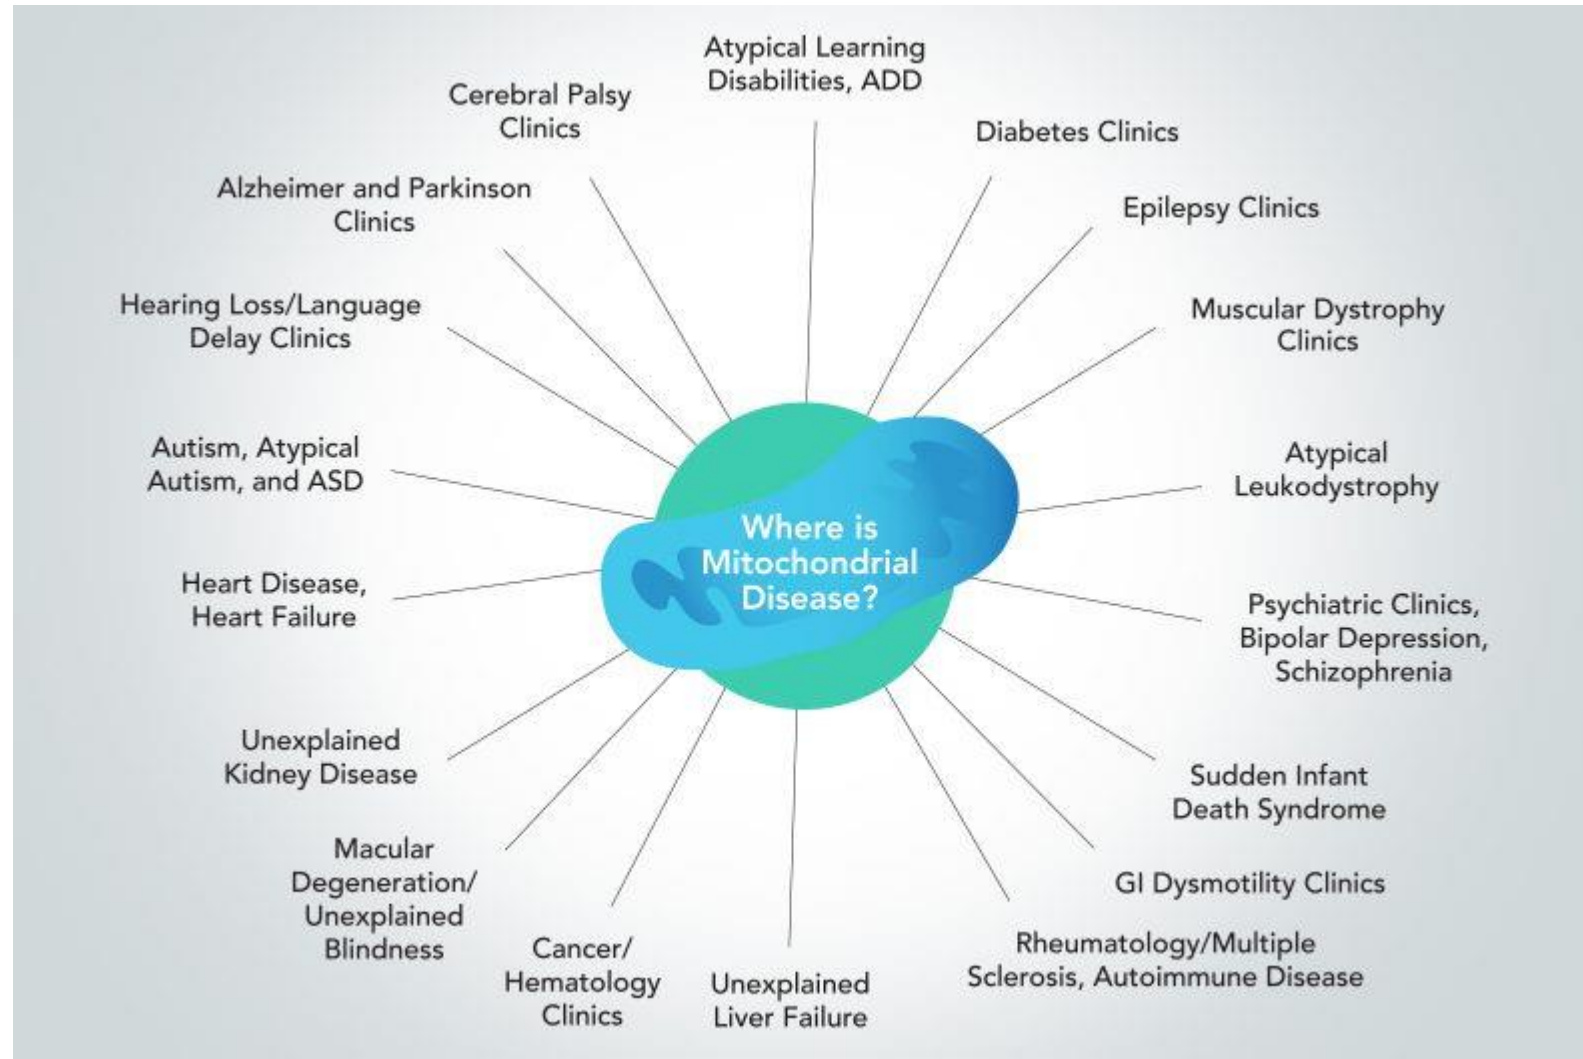 Atypical Learning
Disabilities, ADD
Diabetes Clinics
Epilepsy Clinics
Muscular Dystrophy
Clinics
Atypical
Leukodystrophy
Psychiatric Clinics,
Bipolar Depression,
Schizophrenia
Sudden Infant
Death Syndrome
GI Dysmotility Clinics
Rheumatology/Multiple
Sclerosis, Autoimmune Disease
Unexplained
Liver Failure
Cancer/
Hematology
Clinics
Macular
Degeneration/
Unexplained
Blindness
Unexplained
Kidney Disease
Heart Disease,
Heart Failure
Autism, Atypical
Autism, and ASD
Hearing Loss/Language
Delay Clinics
Alzheimer and Parkinson
Clinics
Cerebral Palsy
Clinics
Where is
Mitochondrial
Disease?